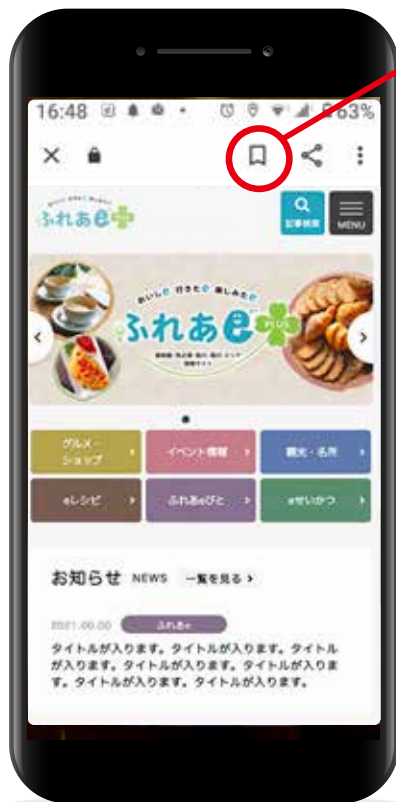 16:48 63%
ふれあe
記事検索 MENU
おいしe 行きたe 楽しみたe
ふれあe PLUS
グルメ・
ショップ
イベント情報
観光・名所
eレシピ
ふれあeびと
eせいかつ
お知らせ NEWS 一覧を見る
2021.00.00 ふれあe
タイトルが入ります。タイトルが入ります。タイトル
が入ります。タイトルが入ります。タイトルが入りま
す。タイトルが入ります。タイトルが入ります。